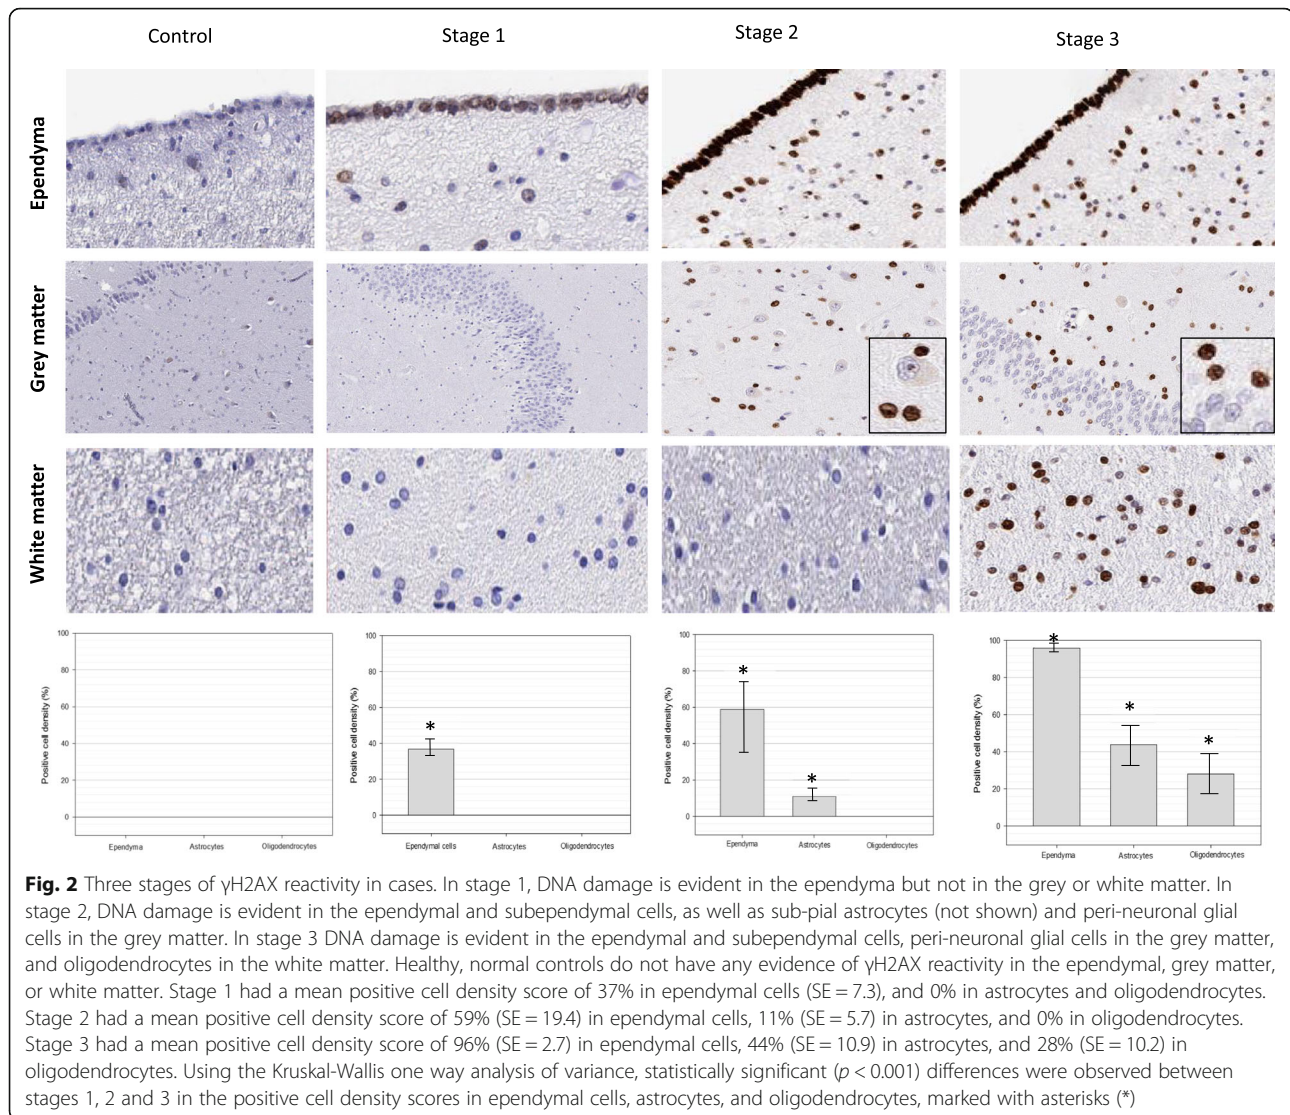 Control
Stage 1
Stage 2
Stage 3
Ependyma
Grey matter
White matter
Positive cell density (%)
100
80
60
40
20
0
Ependyma Astrocytes Oligodendrocytes
*
Positive cell density (%)
100
80
60
40
20
0
Ependymal cells Astrocytes Oligodendrocytes
* *
Positive cell density (%)
100
80
60
40
20
0
Ependyma Astrocytes Oligodendrocytes
* * *
Positive cell density (%)
100
80
60
40
20
0
Ependyma Astrocytes Oligodendrocytes
Fig. 2 Three stages of γH2AX reactivity in cases. In stage 1, DNA damage is evident in the ependyma but not in the grey or white matter. In
stage 2, DNA damage is evident in the ependymal and subependymal cells, as well as sub-pial astrocytes (not shown) and peri-neuronal glial
cells in the grey matter. In stage 3 DNA damage is evident in the ependymal and subependymal cells, peri-neuronal glial cells in the grey matter,
and oligodendrocytes in the white matter. Healthy, normal controls do not have any evidence of γH2AX reactivity in the ependymal, grey matter,
or white matter. Stage 1 had a mean positive cell density score of 37% in ependymal cells (SE = 7.3), and 0% in astrocytes and oligodendrocytes.
Stage 2 had a mean positive cell density score of 59% (SE = 19.4) in ependymal cells, 11% (SE = 5.7) in astrocytes, and 0% in oligodendrocytes.
Stage 3 had a mean positive cell density score of 96% (SE = 2.7) in ependymal cells, 44% (SE = 10.9) in astrocytes, and 28% (SE = 10.2) in
oligodendrocytes. Using the Kruskal-Wallis one way analysis of variance, statistically significant (p < 0.001) differences were observed between
stages 1, 2 and 3 in the positive cell density scores in ependymal cells, astrocytes, and oligodendrocytes, marked with asterisks (*)